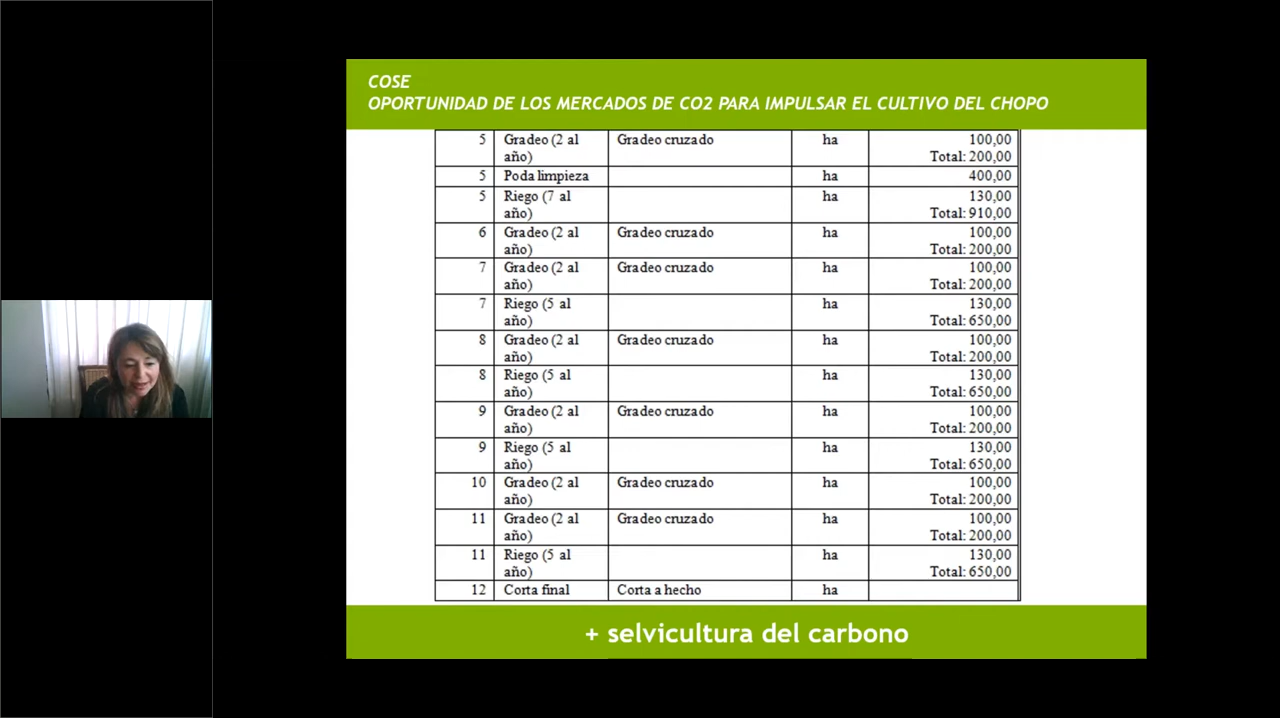 COSE
OPORTUNIDAD DE LOS MERCADOS DE CO2 PARA IMPULSAR EL CULTIVO DEL CHOPO
5 Gradeo (2 al Gradeo cruzado ha 100,00
año) Total: 200,00
5 Poda limpieza ha 400,00
5 Riego (7 al ha 130,00
año) Total: 910,00
6 Gradeo (2 al Gradeo cruzado ha 100,00
año) Total: 200,00
7 Gradeo (2 al Gradeo cruzado ha 100,00
año) Total: 200,00
7 Riego (5 al ha 130,00
año) Total: 650,00
8 Gradeo (2 al Gradeo cruzado ha 100,00
año) Total: 200,00
8 Riego (5 al ha 130,00
año) Total: 650,00
9 Gradeo (2 al Gradeo cruzado ha 100,00
año) Total: 200,00
9 Riego (5 al ha 130,00
año) Total: 650,00
10 Gradeo (2 al Gradeo cruzado ha 100,00
año) Total: 200,00
11 Gradeo (2 al Gradeo cruzado ha 100,00
año) Total: 200,00
11 Riego (5 al ha 130,00
año) Total: 650,00
12 Corta final Corta a hecho ha
+ selvicultura del carbono